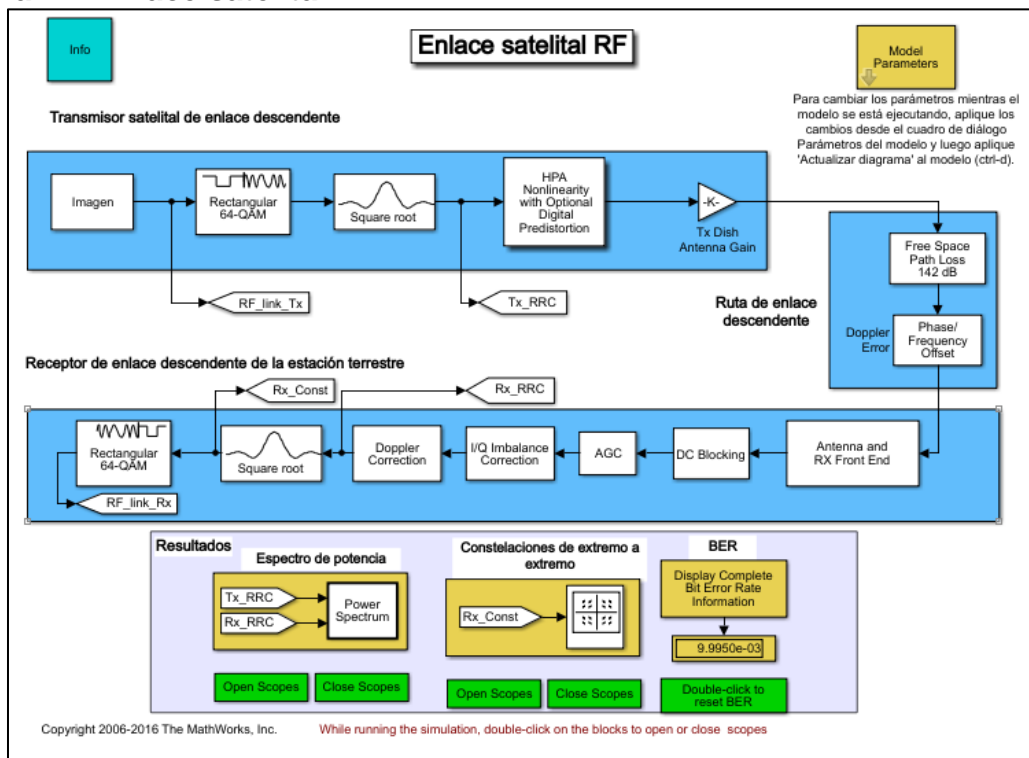 Info
Enlace satelital RF
Model
Parameters
Para cambiar los parámetros mientras el
modelo se está ejecutando, aplique los
cambios desde el cuadro de diálogo
Parámetros del modelo y luego aplique
'Actualizar diagrama' al modelo (ctrl-d).
Transmisor satelital de enlace descendente
Imagen
Rectangular
64-QAM
Square root
HPA
Nonlinearity
with Optional
Digital
Predistortion
-K-
Tx Dish
Antenna Gain
RF_link_Tx
Tx_RRC
Free Space
Path Loss
142 dB
Ruta de enlace
descendente
Doppler
Error
Phase/
Frequency
Offset
Receptor de enlace descendente de la estación terrestre
Rx_Const
Rx_RRC
Rectangular
64-QAM
Square root
Doppler
Correction
I/Q Imbalance
Correction
AGC
DC Blocking
Antenna and
RX Front End
RF_link_Rx
Resultados
Espectro de potencia
Tx_RRC
Rx_RRC
Power
Spectrum
Open Scopes
Close Scopes
Constelaciones de extremo a
extremo
Rx_Const
Open Scopes
Close Scopes
BER
Display Complete
Bit Error Rate
Information
9.9950e-03
Double-click to
reset BER
Copyright 2006-2016 The MathWorks, Inc.
While running the simulation, double-click on the blocks to open or close scopes